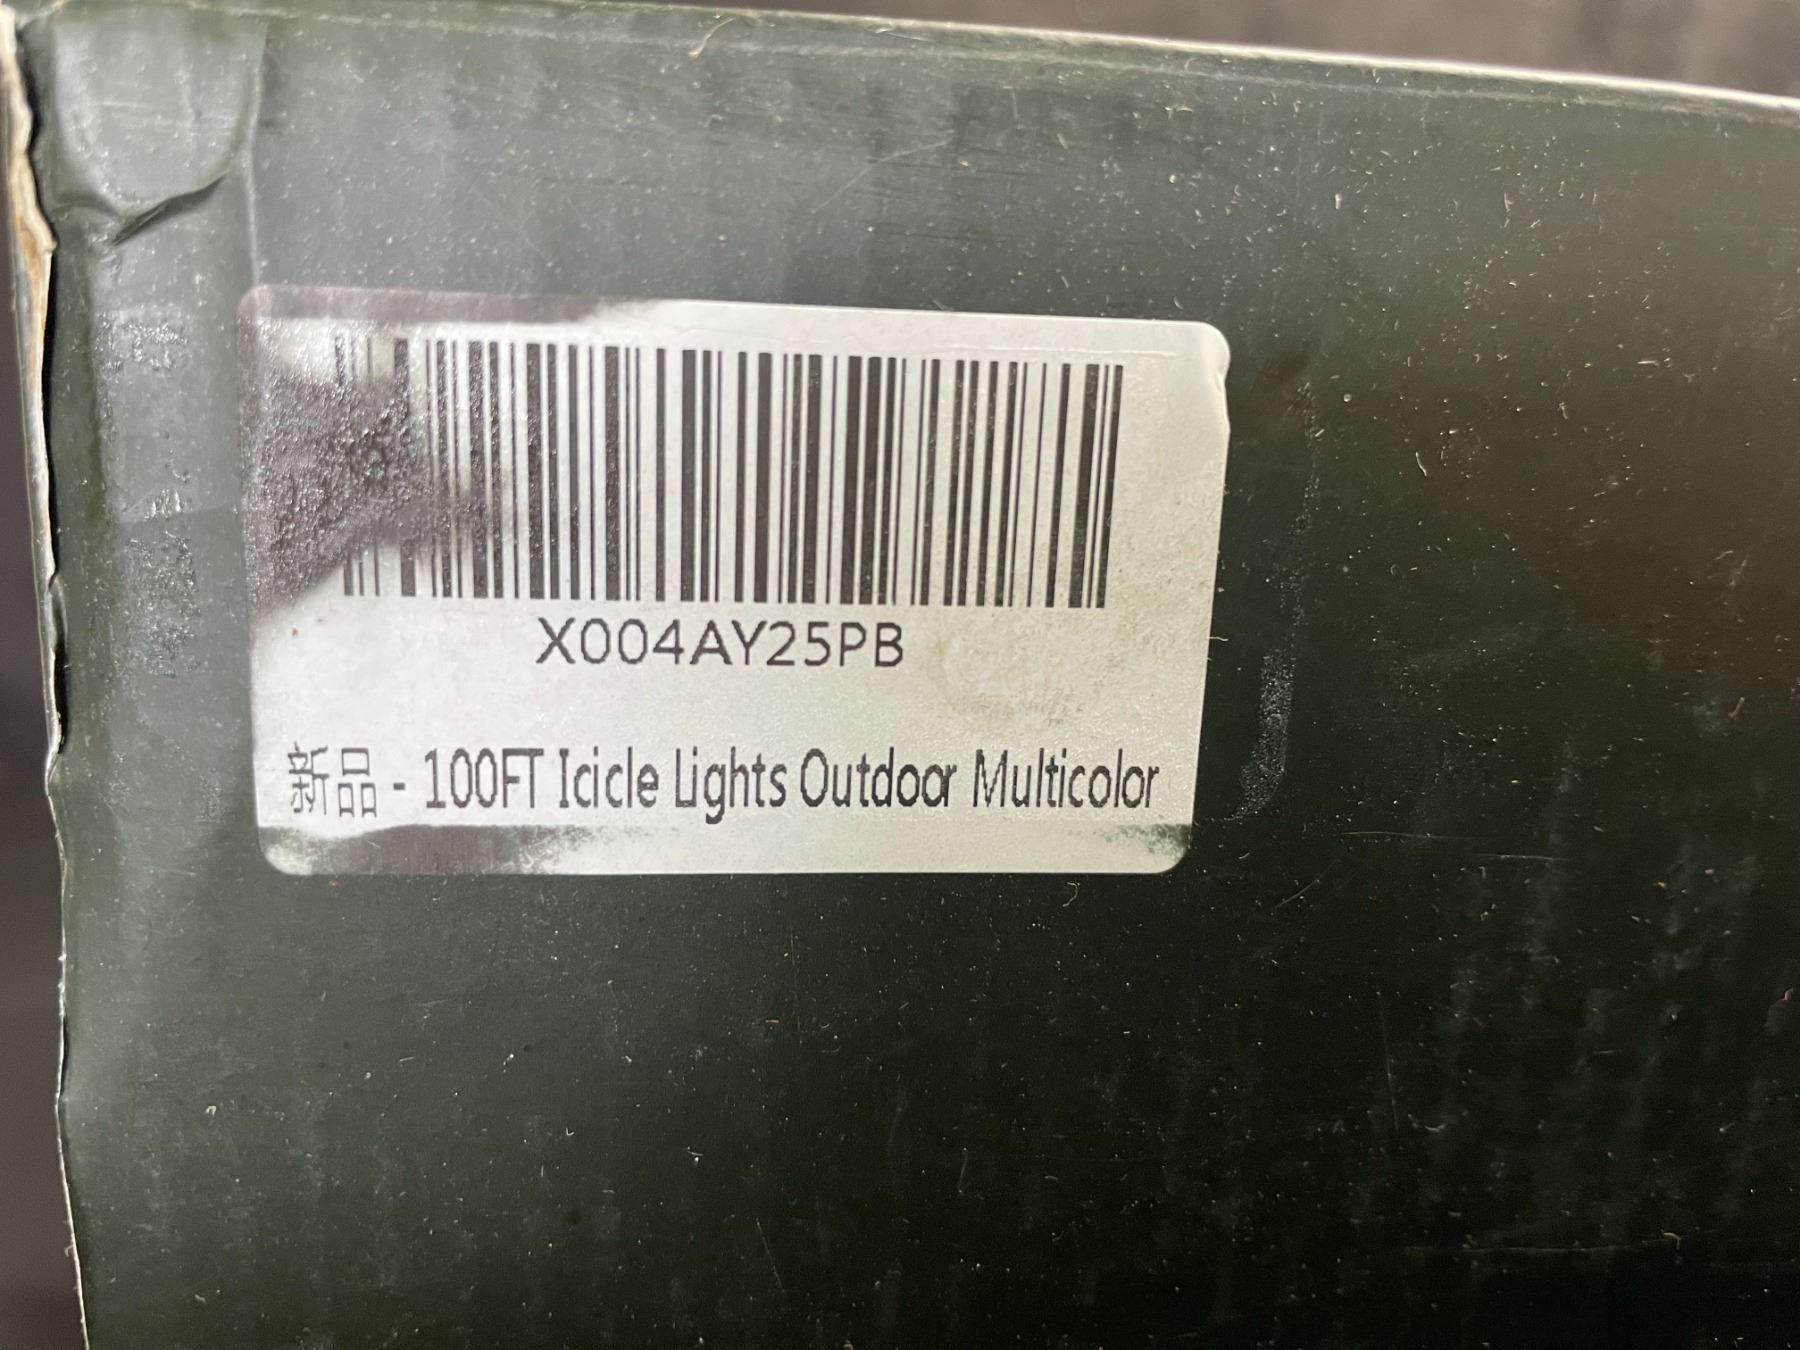 X004AY25PB
新品 - 100FT Icicle Lights Outdoor Multicolor